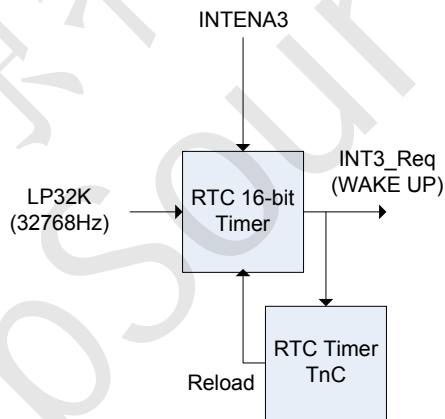 INTENA3
LP32K
(32768Hz)
RTC 16-bit
Timer
INT3_Req
(WAKE UP)
RTC Timer
TnC
Reload